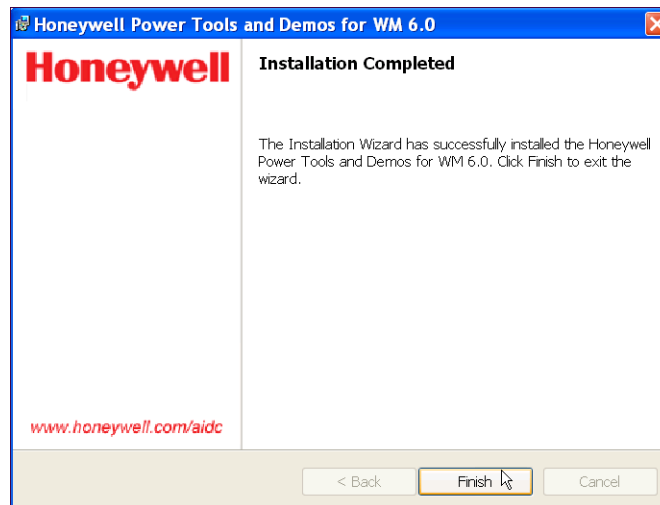 Honeywell Power Tools and Demos for WM 6.0
Honeywell
Installation Completed
The Installation Wizard has successfully installed the Honeywell
Power Tools and Demos for WM 6.0. Click Finish to exit the
wizard.
www.honeywell.com/aidc
< Back
Finish
Cancel